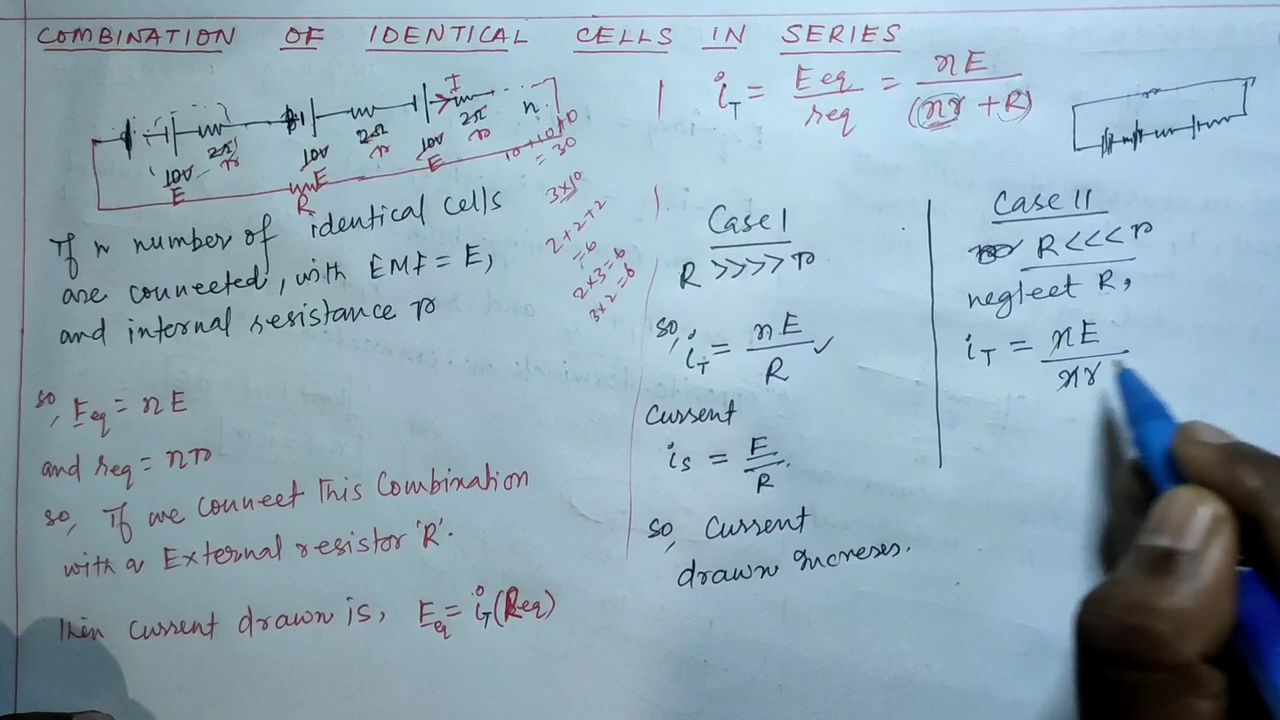 COMBINATION OF IDENTICAL CELLS IN SERIES
I
n
2Ω 2Ω 2Ω
r r r
10V 10V 10V
E E E
R
10+10+10
= 30
3×10
2+2+2
= 6
2×3=6
3×2=6
If n number of identical cells
are connected, with EMF = E,
and internal resistance r
so, Eeq = nE
and req = nr
so, If we connect This Combination
with a External resistor 'R'.
Then current drawn is, Eeq = iT(Req)
iT = Eeq/req = nE/(nr + R)
Case I
R >>>> r
so, iT = nE/R ✓
Current
is = E/R.
so, Current
drawn increses.
Case II
R <<< r
neglect R,
iT = nE/nr